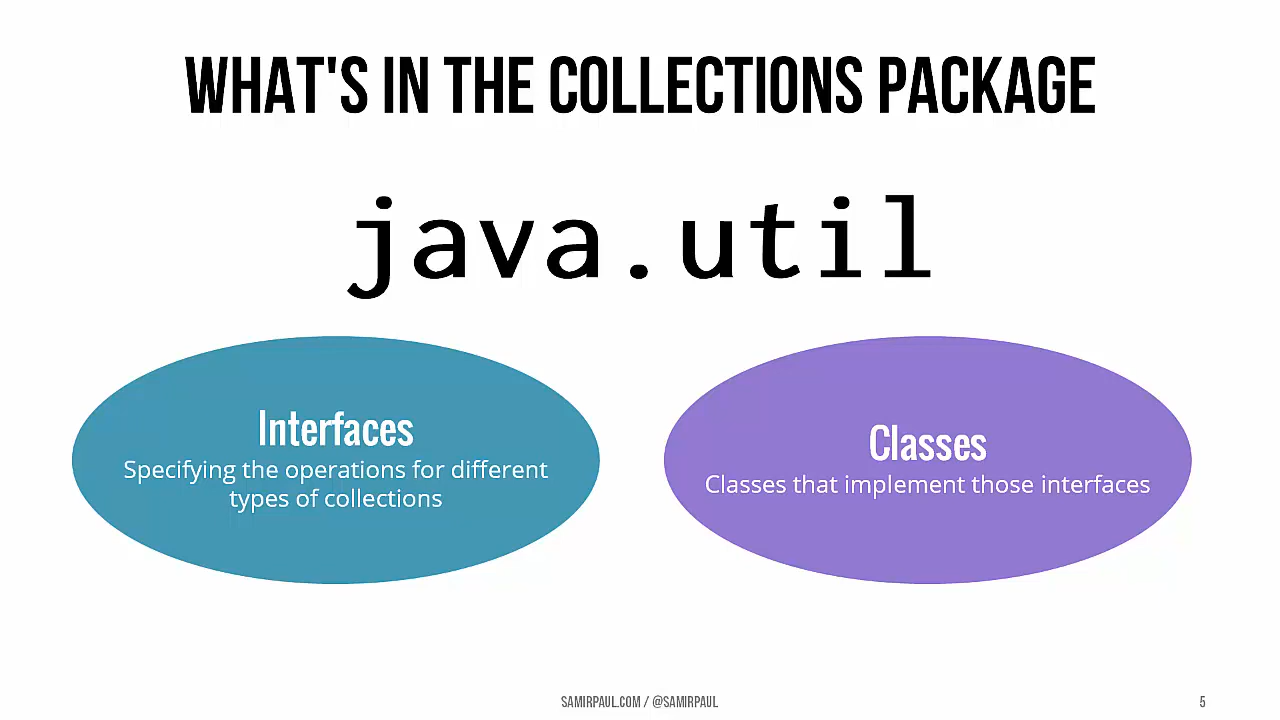 WHAT'S IN THE COLLECTIONS PACKAGE
java.util
Interfaces
Specifying the operations for different
types of collections
Classes
Classes that implement those interfaces
SAMIRPAUL.COM / @SAMIRPAUL
5